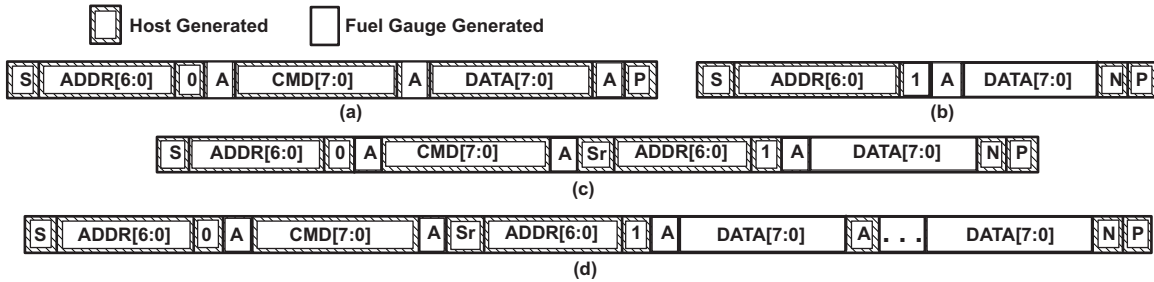 Host Generated Fuel Gauge Generated
S ADDR[6:0] 0 A CMD[7:0] A DATA[7:0] A P
S ADDR[6:0] 1 A DATA[7:0] N P
(a) (b)
S ADDR[6:0] 0 A CMD[7:0] A Sr ADDR[6:0] 1 A DATA[7:0] N P
(c)
S ADDR[6:0] 0 A CMD[7:0] A Sr ADDR[6:0] 1 A DATA[7:0] A . . . DATA[7:0] N P
(d)